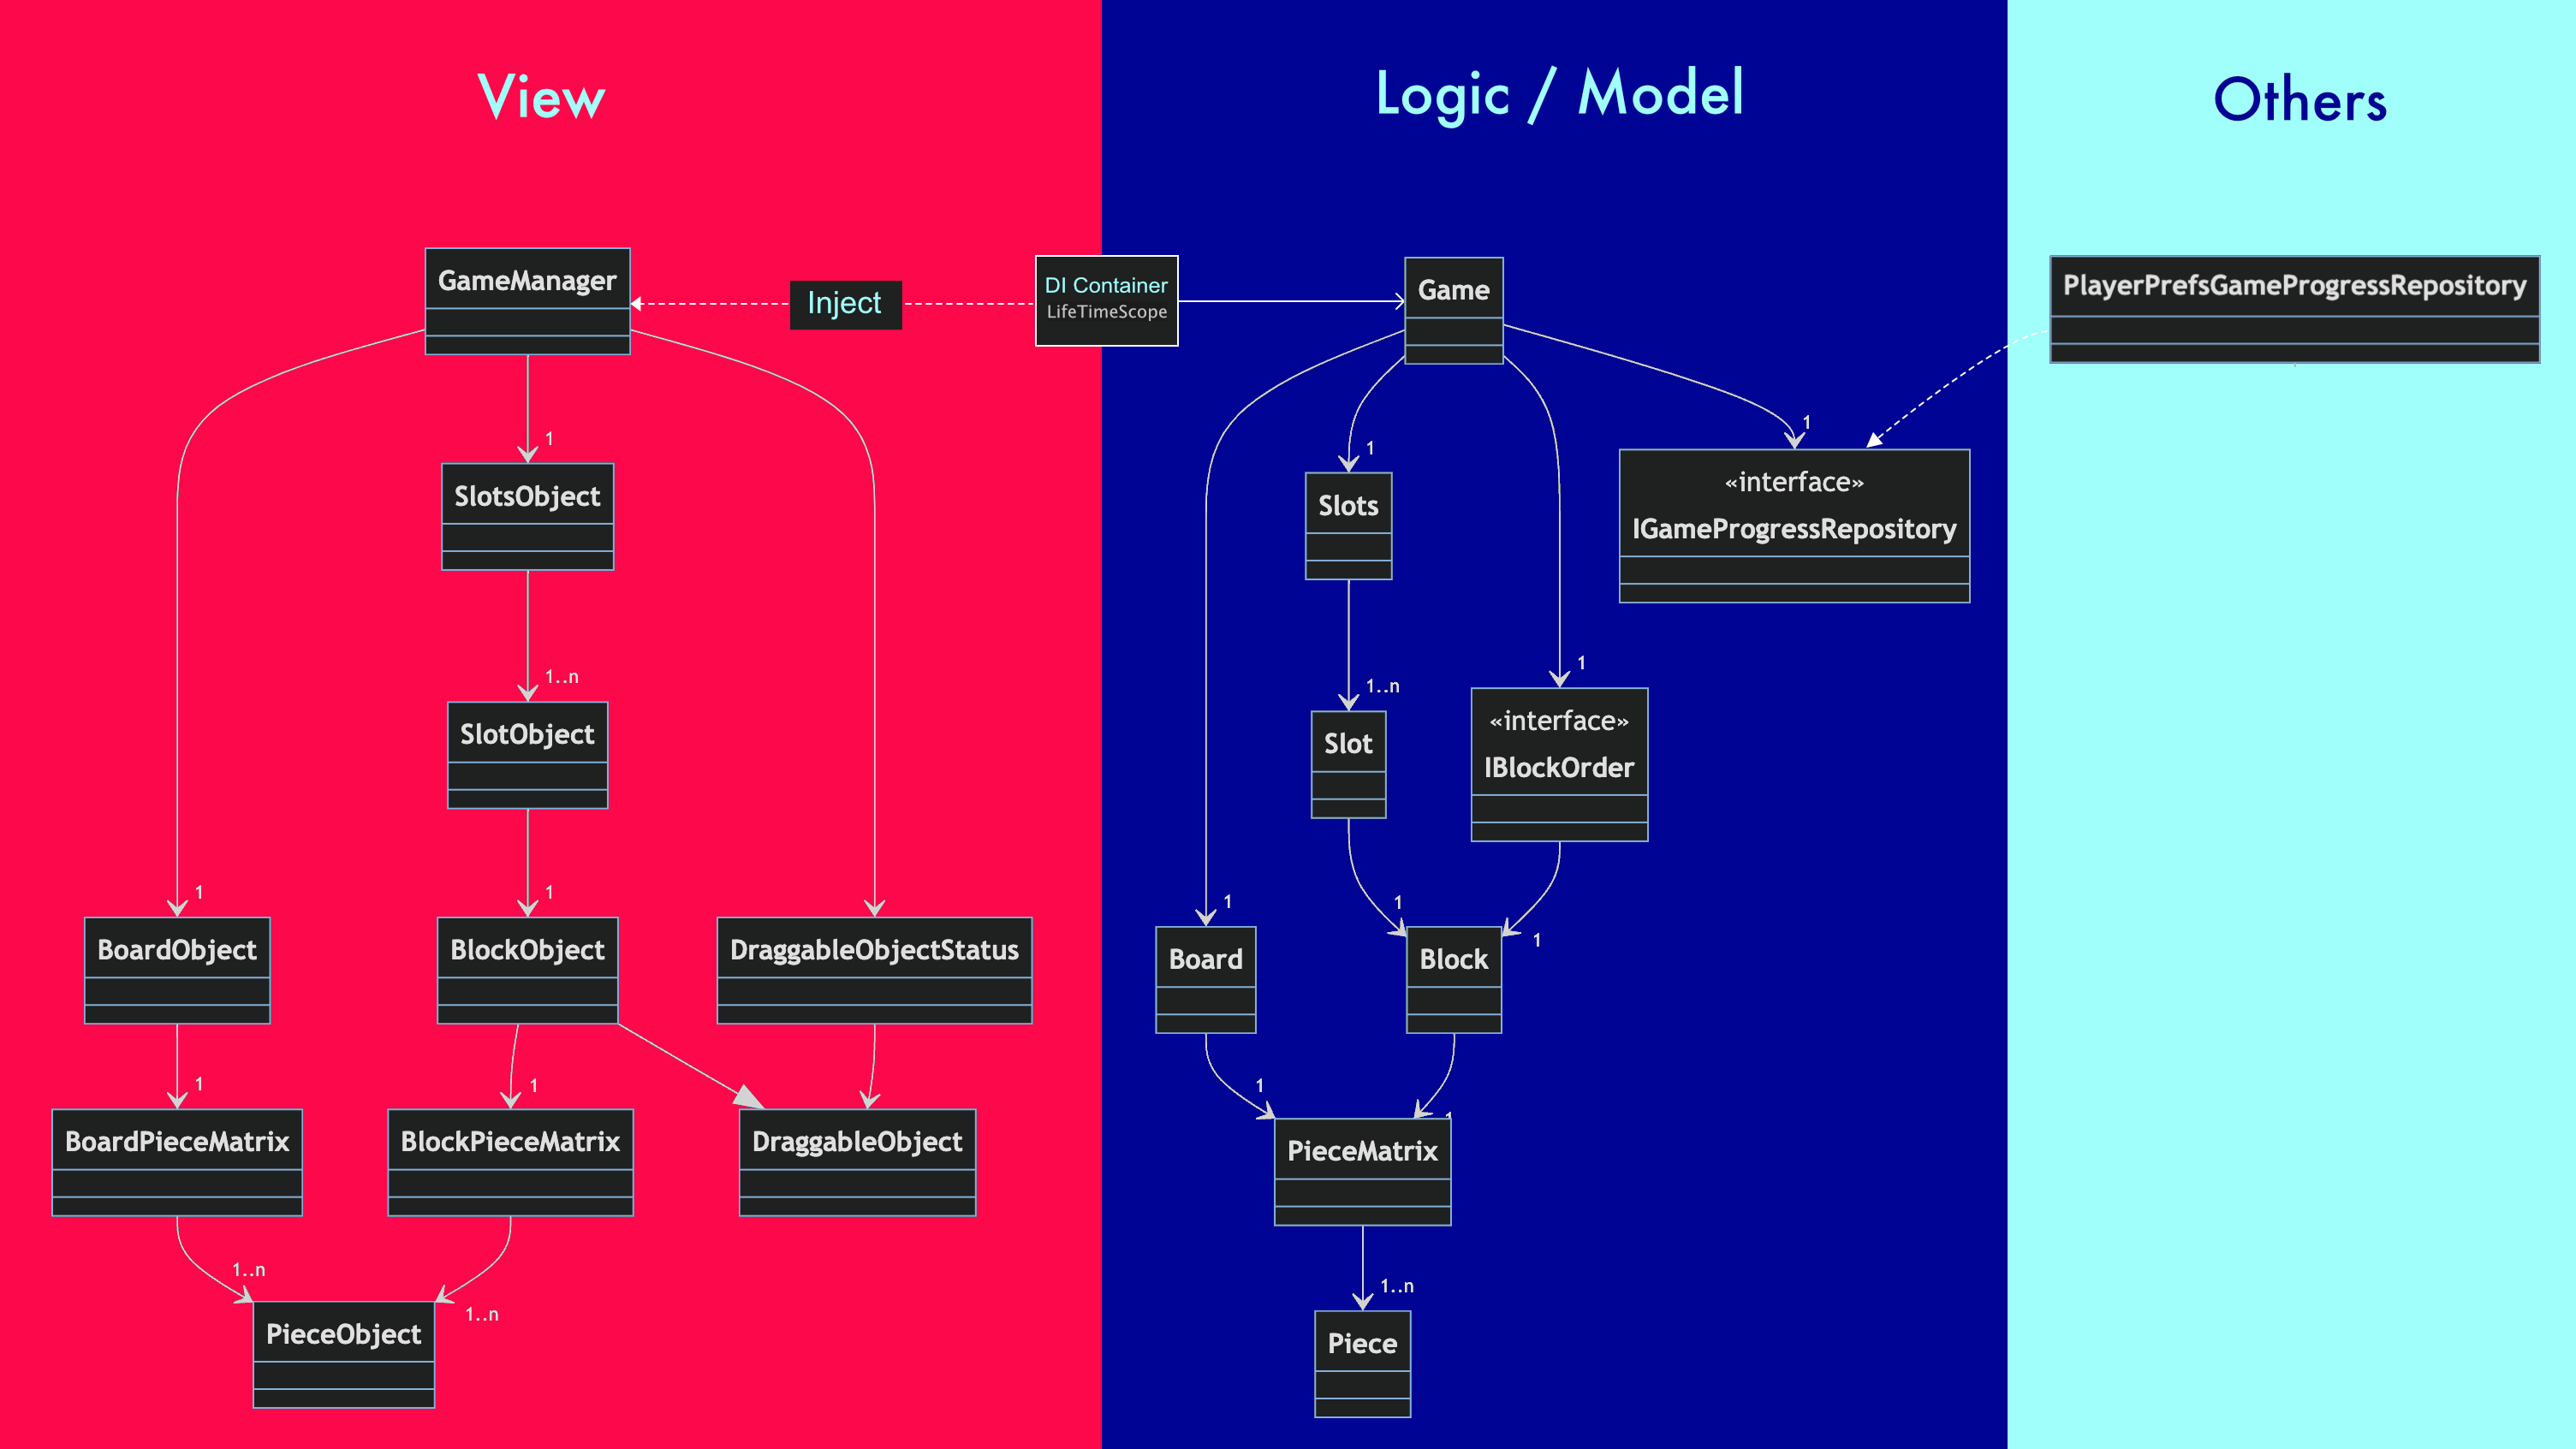 View
Logic / Model
Others
GameManager
Inject
DI Container
LifeTimeScope
Game
PlayerPrefsGameProgressRepository
1
SlotsObject
1
Slots
1
«interface»
IGameProgressRepository
1..n
SlotObject
1..n
Slot
1
«interface»
IBlockOrder
1
BoardObject
1
BlockObject
DraggableObjectStatus
1
Board
1
Block
1
1
BoardPieceMatrix
1
BlockPieceMatrix
DraggableObject
1
1
PieceMatrix
1..n
1..n
PieceObject
1..n
Piece